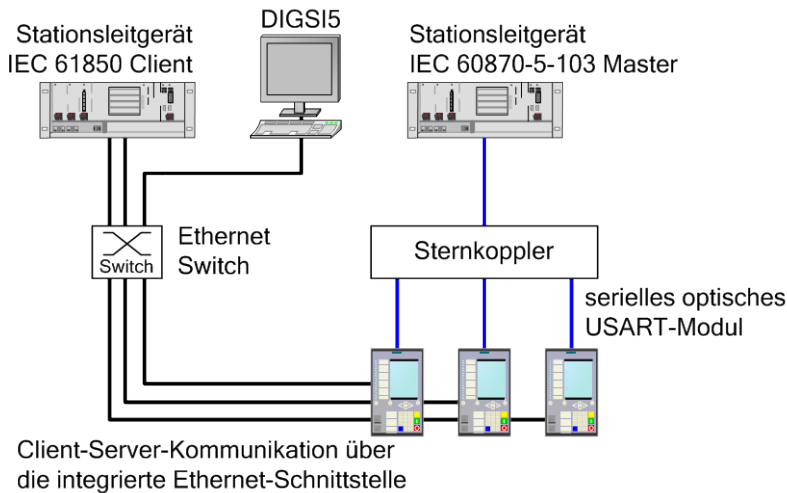 Stationsleitgerät
IEC 61850 Client
DIGSI5
Stationsleitgerät
IEC 60870-5-103 Master
Switch
Ethernet
Switch
Sternkoppler
serielles optisches
USART-Modul
Client-Server-Kommunikation über
die integrierte Ethernet-Schnittstelle